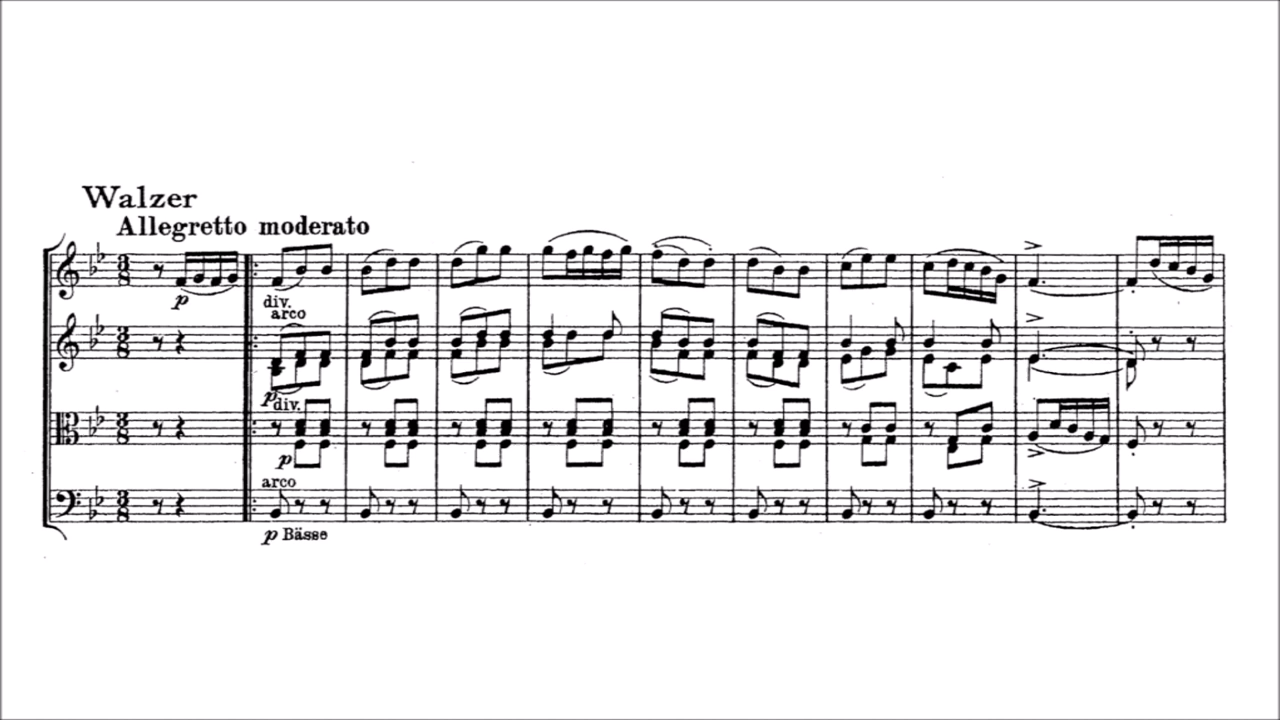 Walzer
Allegretto moderato
p
div.
arco
p
div.
p
arco
p Bässe